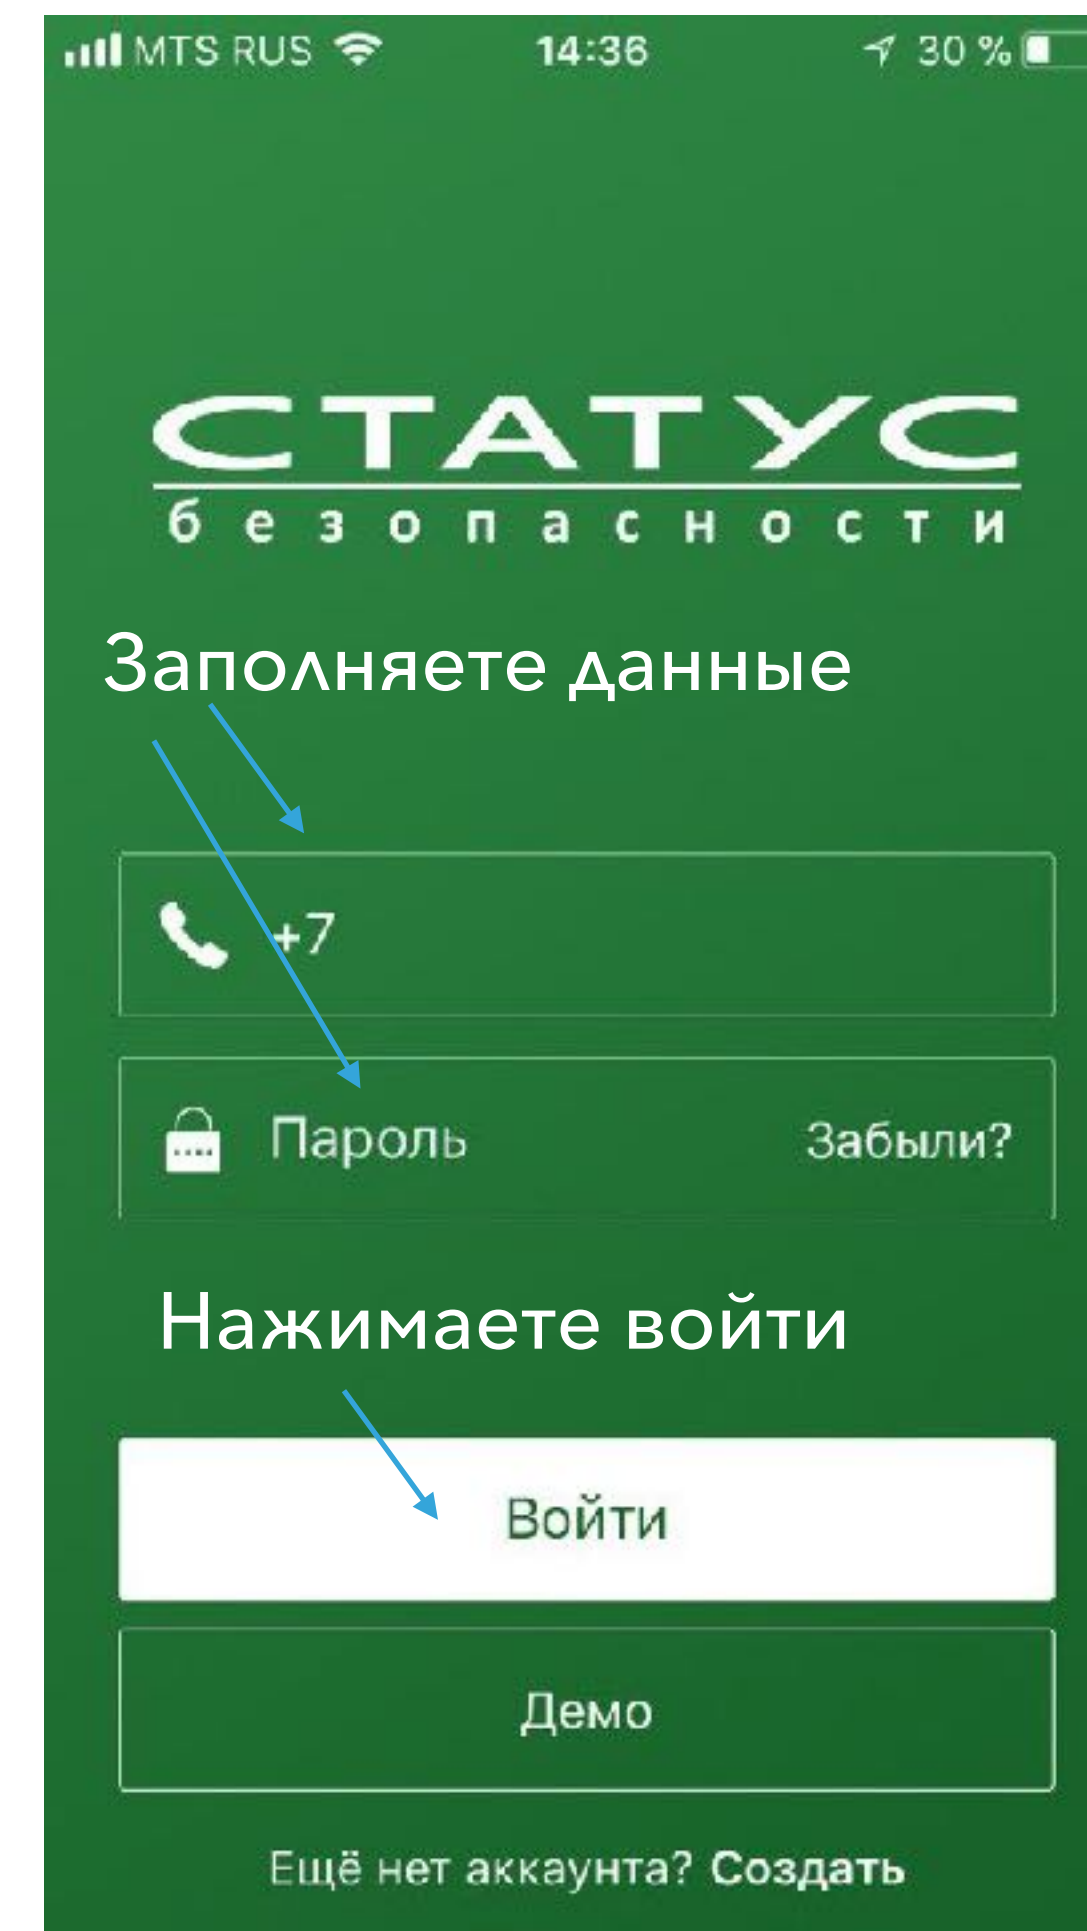 MTS RUS 14:36 30 %
СТАТУС
безопасности
Заполняете данные
+7
Пароль Забыли?
Нажимаете войти
Войти
Демо
Ещё нет аккаунта? Создать